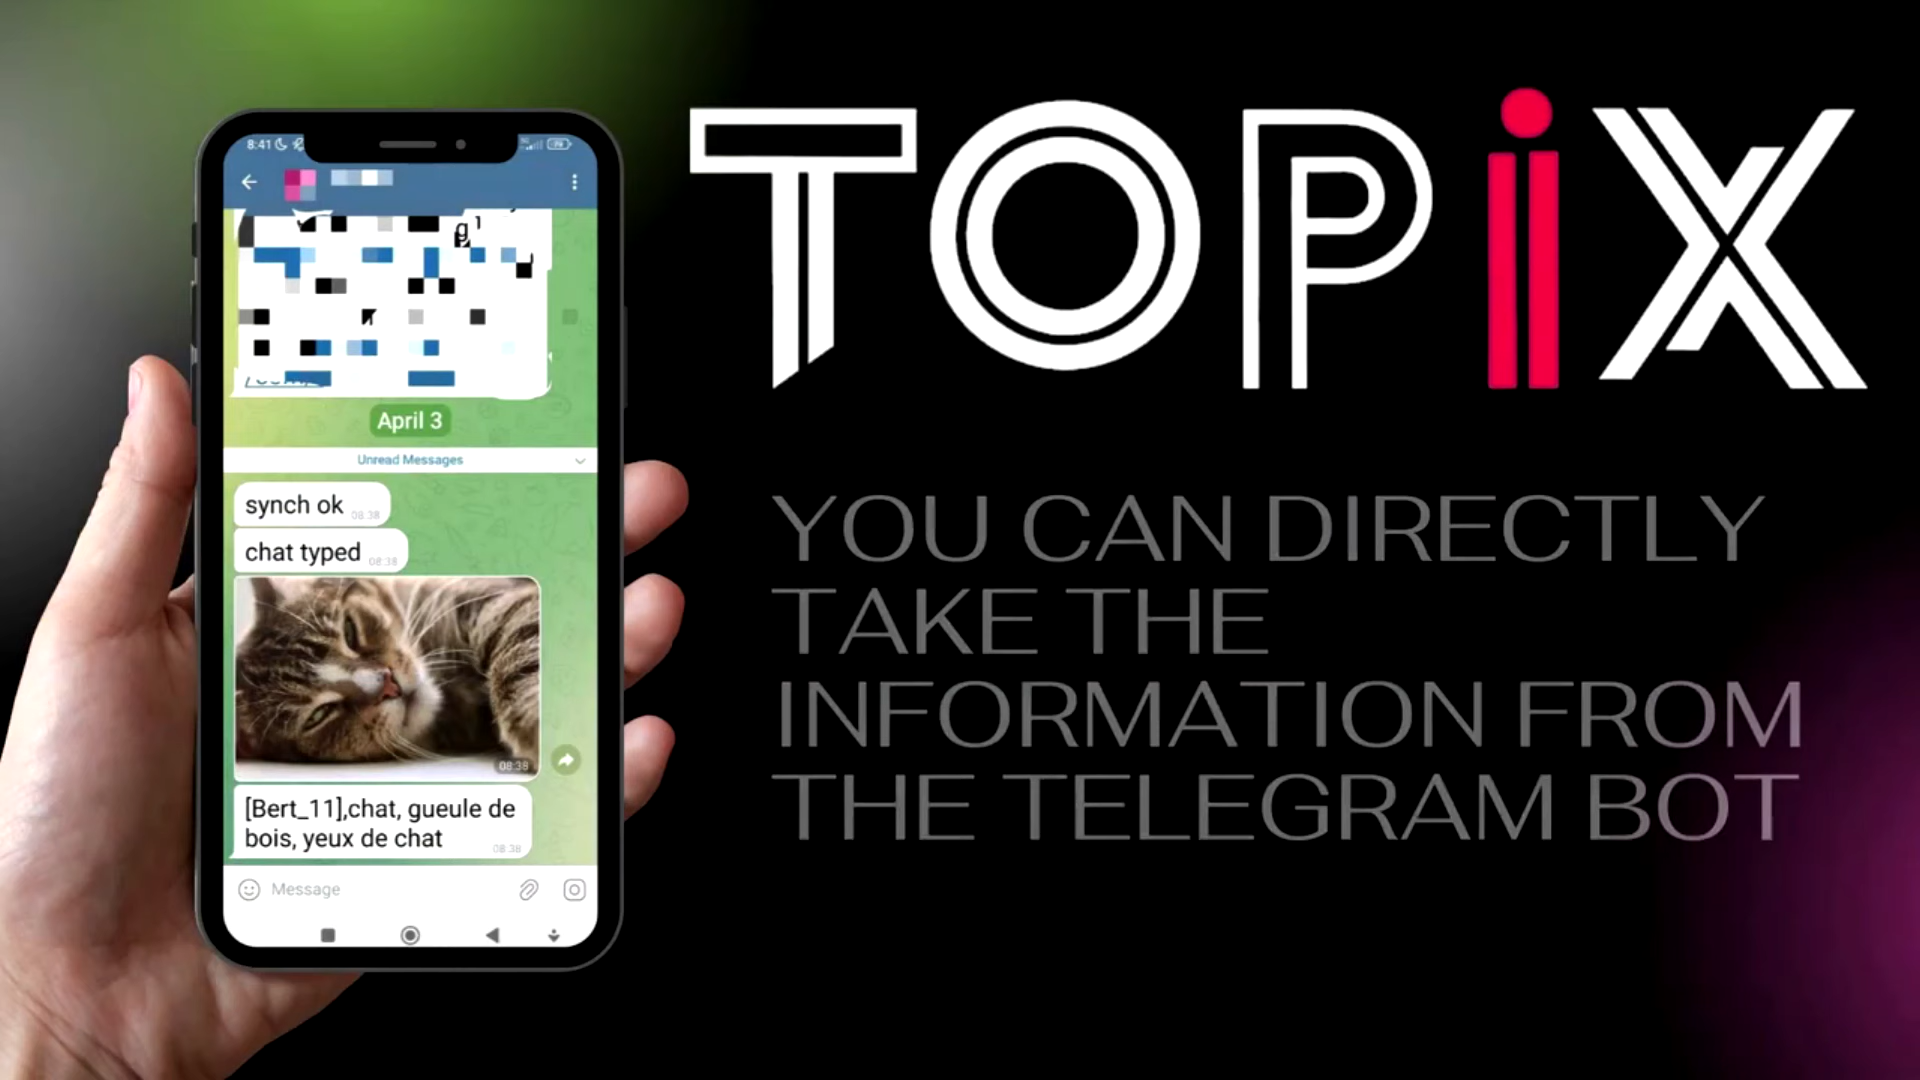 TOPiX
8:41
April 3
Unread Messages
synch ok 08:38
chat typed 08:38
08:38
[Bert_11],chat, gueule de
bois, yeux de chat
08:38
Message
YOU CAN DIRECTLY
TAKE THE
INFORMATION FROM
THE TELEGRAM BOT